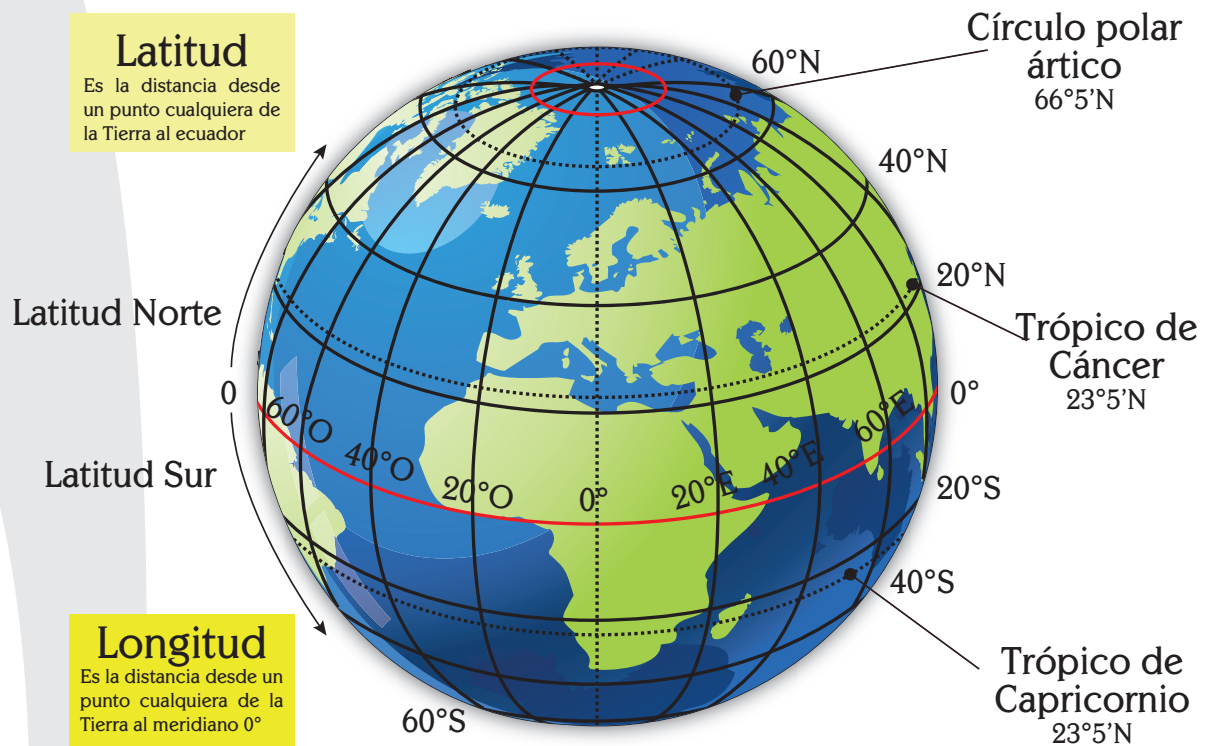 Latitud
Es la distancia desde
un punto cualquiera de
la Tierra al ecuador
Círculo polar
ártico
66°5’N
60°N
40°N
20°N
Trópico de
Cáncer
23°5’N
Latitud Norte
0
0°
Latitud Sur
60°O
40°O
20°O
0°
20°E
40°E
60°E
20°S
40°S
60°S
Longitud
Es la distancia desde un
punto cualquiera de la
Tierra al meridiano 0°
Trópico de
Capricornio
23°5’N